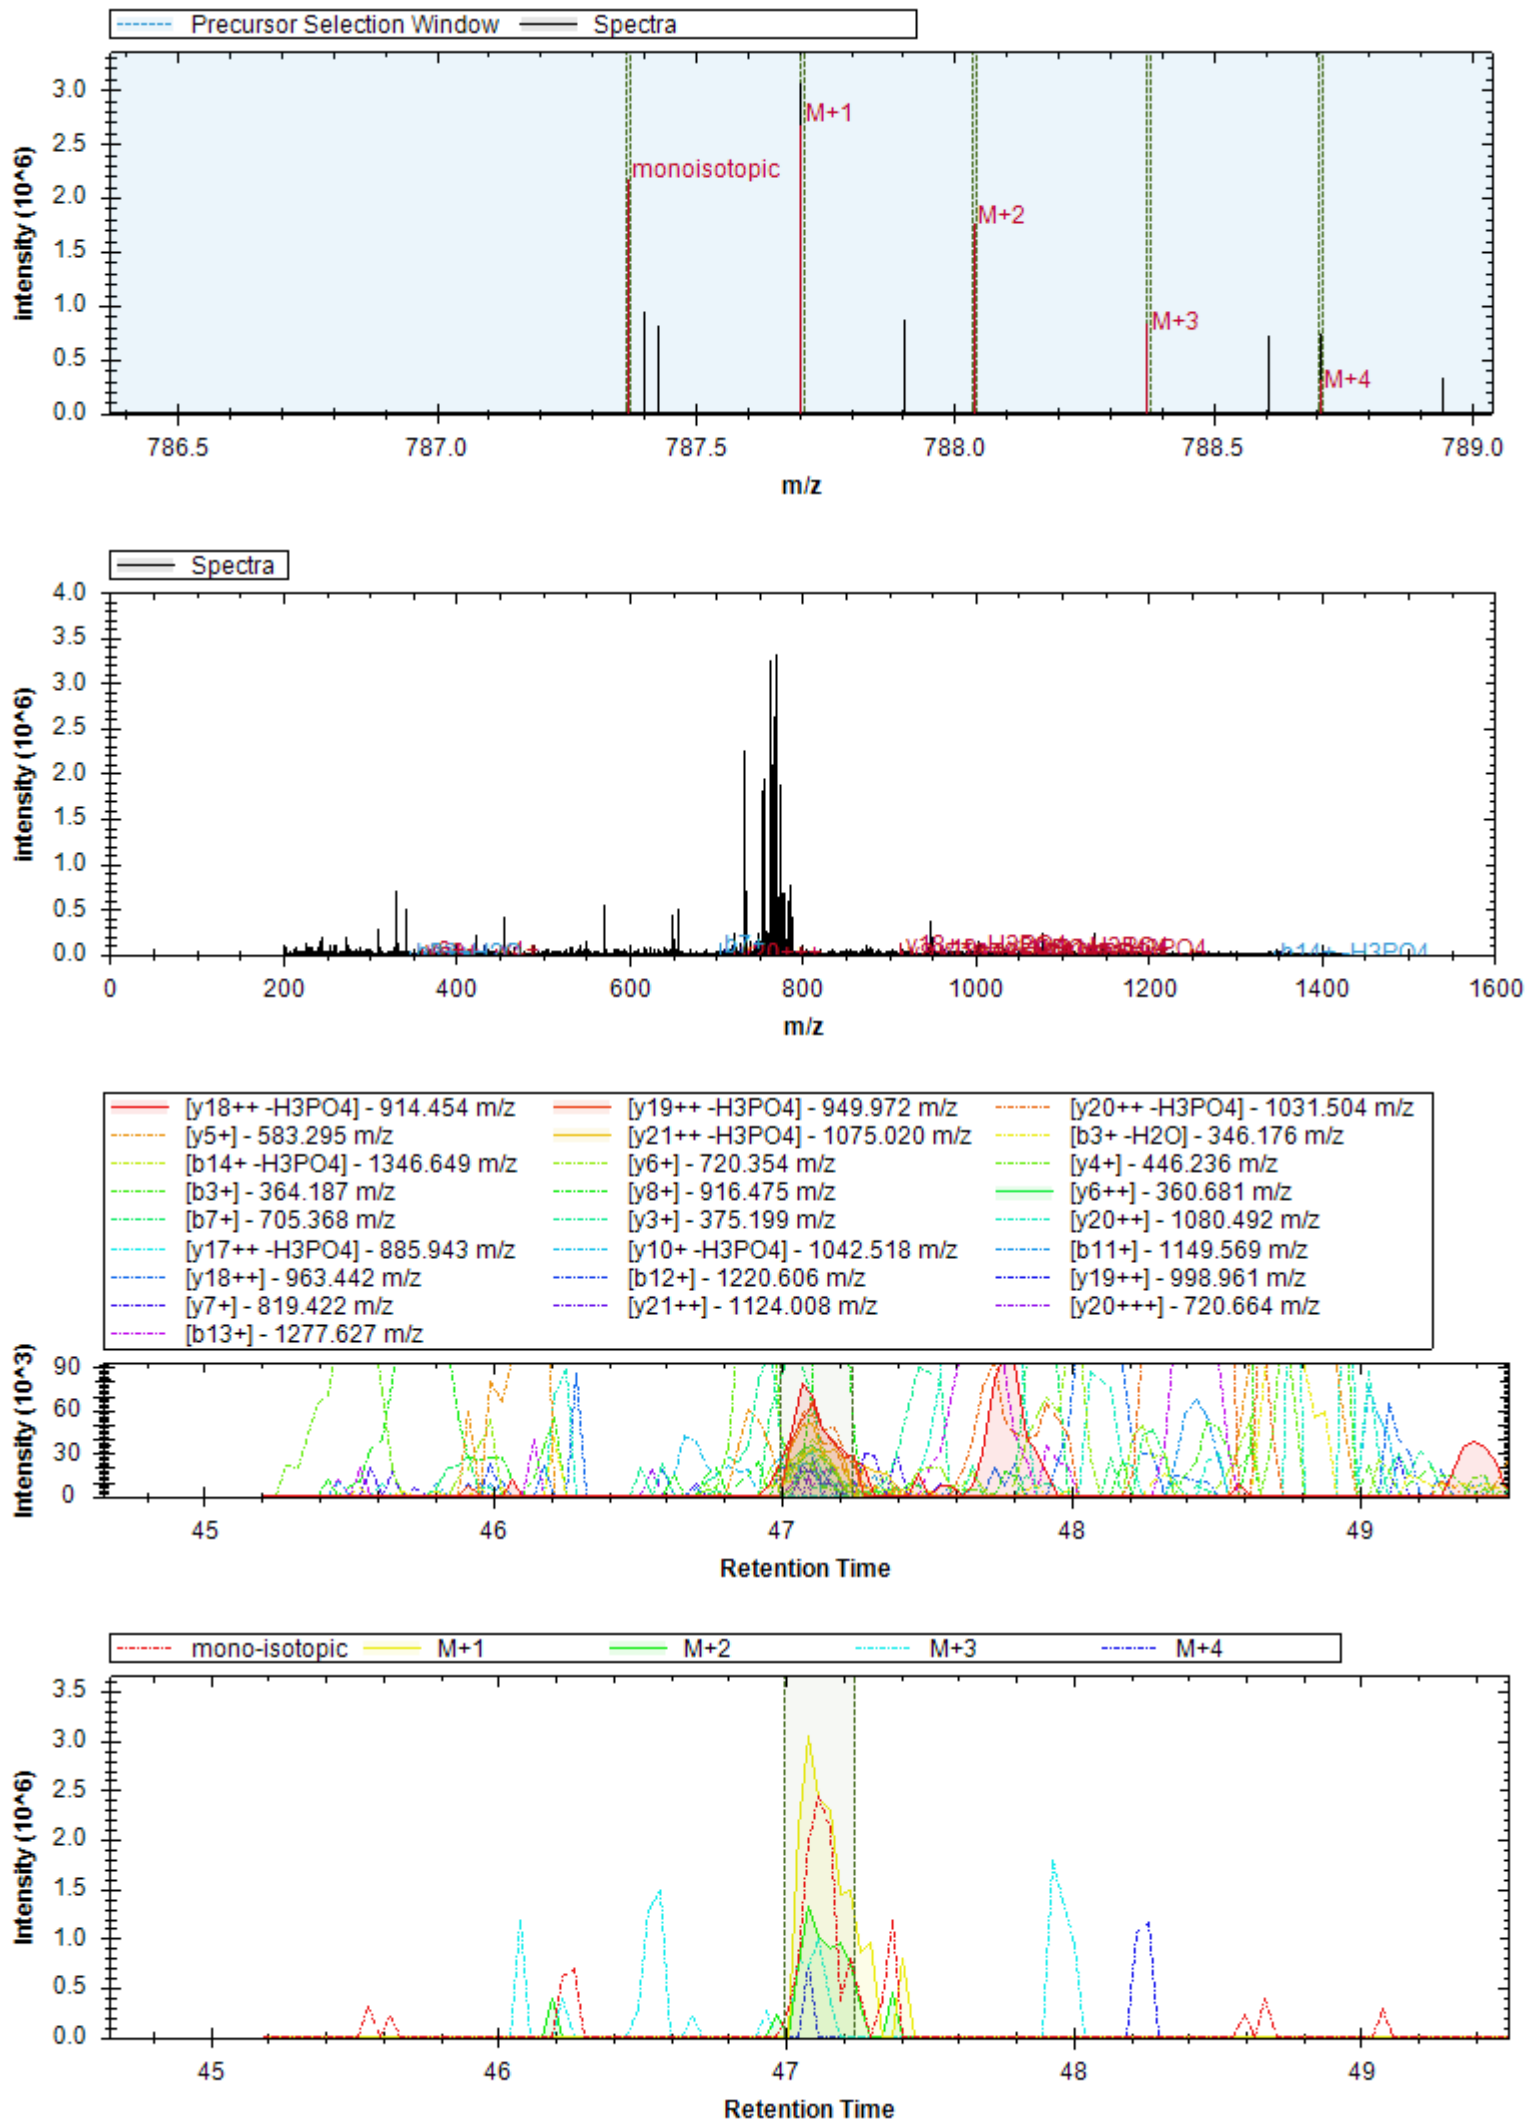 Precursor Selection Window Spectra
intensity (10^6)
3.0
2.5
2.0
1.5
1.0
0.5
0.0
monoisotopic
M+1
M+2
M+3
M+4
786.5 787.0 787.5 788.0 788.5 789.0
m/z
Spectra
intensity (10^6)
4.0
3.5
3.0
2.5
2.0
1.5
1.0
0.5
0.0
b7+
b14+ -H3PO4
0 200 400 600 800 1000 1200 1400 1600
m/z
[y18++ -H3PO4] - 914.454 m/z [y19++ -H3PO4] - 949.972 m/z [y20++ -H3PO4] - 1031.504 m/z
[y5+] - 583.295 m/z [y21++ -H3PO4] - 1075.020 m/z [b3+ -H2O] - 346.176 m/z
[b14+ -H3PO4] - 1346.649 m/z [y6+] - 720.354 m/z [y4+] - 446.236 m/z
[b3+] - 364.187 m/z [y8+] - 916.475 m/z [y6++] - 360.681 m/z
[b7+] - 705.368 m/z [y3+] - 375.199 m/z [y20++] - 1080.492 m/z
[y17++ -H3PO4] - 885.943 m/z [y10+ -H3PO4] - 1042.518 m/z [b11+] - 1149.569 m/z
[y18++] - 963.442 m/z [b12+] - 1220.606 m/z [y19++] - 998.961 m/z
[y7+] - 819.422 m/z [y21++] - 1124.008 m/z [y20+++] - 720.664 m/z
[b13+] - 1277.627 m/z
Intensity (10^3)
90
60
30
0
45 46 47 48 49
Retention Time
mono-isotopic M+1 M+2 M+3 M+4
Intensity (10^6)
3.5
3.0
2.5
2.0
1.5
1.0
0.5
0.0
45 46 47 48 49
Retention Time